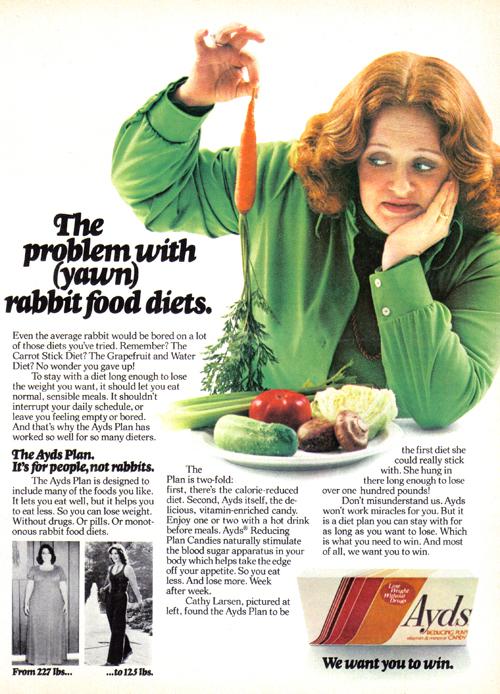 The
problem with
(yawn)
rabbit food diets.
Even the average rabbit would be bored on a lot
of those diets you've tried. Remember? The
Carrot Stick Diet? The Grapefruit and Water
Diet? No wonder you gave up!
To stay with a diet long enough to lose
the weight you want, it should let you eat
normal, sensible meals. It shouldn't
interrupt your daily schedule, or
leave you feeling empty or bored.
And that's why the Ayds Plan has
worked so well for so many dieters.
The Ayds Plan.
It's for people, not rabbits.
The Ayds Plan is designed to
include many of the foods you like.
It lets you eat well, but it helps you
to eat less. So you can lose weight.
Without drugs. Or pills. Or monot-
onous rabbit food diets.
From 227 lbs...
...to 125 lbs.
The
Plan is two-fold:
first, there's the calorie-reduced
diet. Second, Ayds itself, the de-
licious, vitamin-enriched candy.
Enjoy one or two with a hot drink
before meals. Ayds® Reducing
Plan Candies naturally stimulate
the blood sugar apparatus in your
body which helps take the edge
off your appetite. So you eat
less. And lose more. Week
after week.
Cathy Larsen, pictured at
left, found the Ayds Plan to be
the first diet she
could really stick
with. She hung in
there long enough to lose
over one hundred pounds!
Don't misunderstand us. Ayds
won't work miracles for you. But it
is a diet plan you can stay with for
as long as you want to lose. Which
is what you need to win. And most
of all, we want you to win.
Lose
Weight
Without
Drugs
Ayds
REDUCING PLAN
vitamin & mineral CANDY
We want you to win.